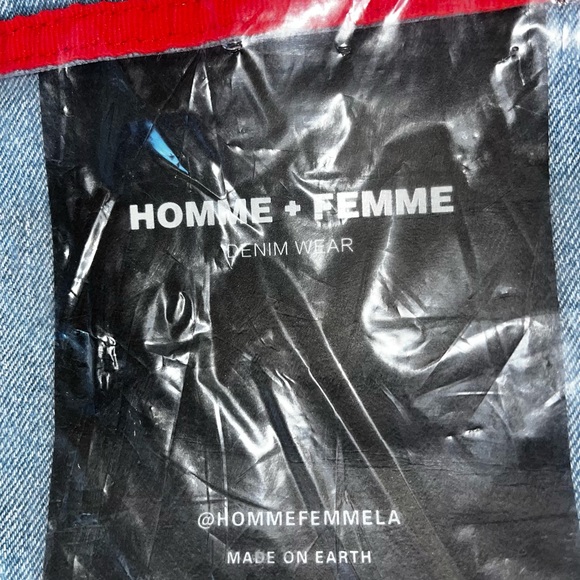 HOMME + FEMME
DENIM WEAR
@HOMMEFEMMELA
MADE ON EARTH